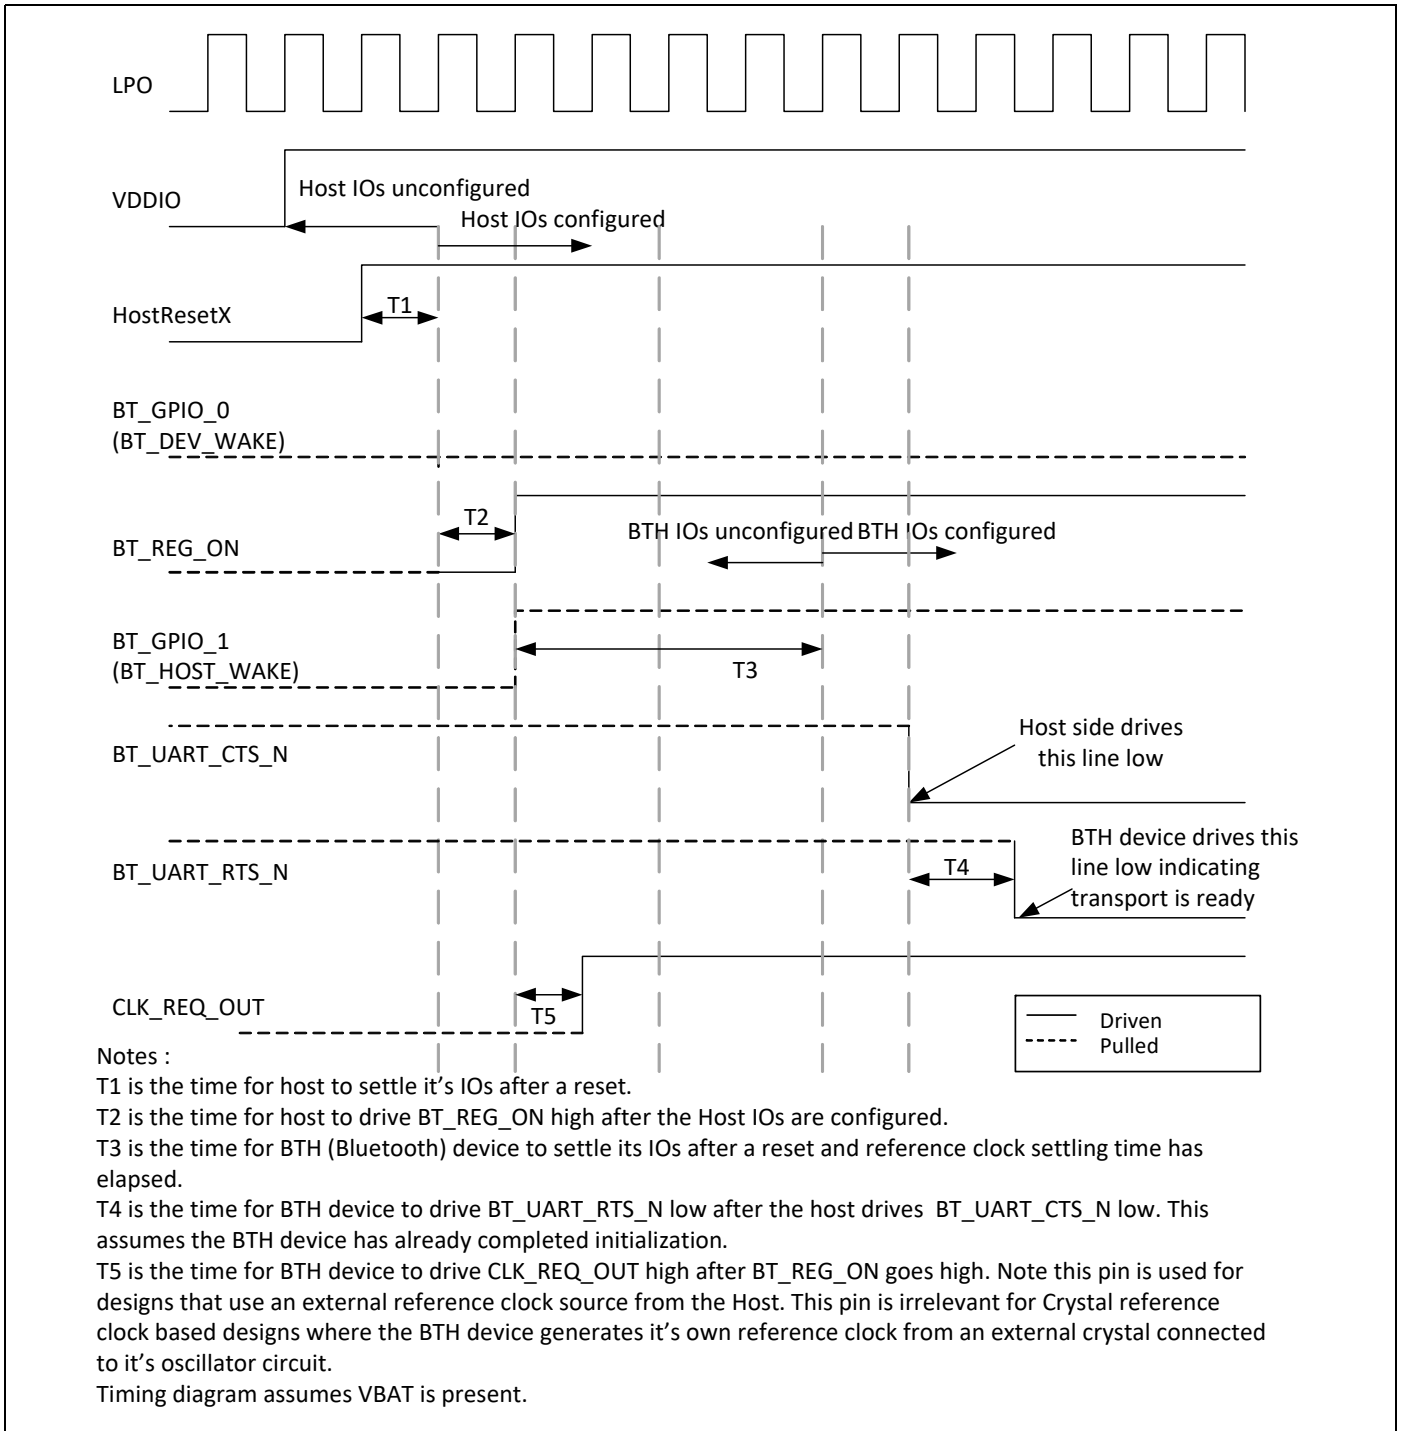 LPO
VDDIO
Host IOs unconfigured
Host IOs configured
HostResetX
T1
BT_GPIO_0
(BT_DEV_WAKE)
T2
BT_REG_ON
BTH IOs unconfigured
BTH IOs configured
BT_GPIO_1
(BT_HOST_WAKE)
T3
BT_UART_CTS_N
Host side drives
this line low
BT_UART_RTS_N
T4
BTH device drives this
line low indicating
transport is ready
CLK_REQ_OUT
T5
Driven
Pulled
Notes :
T1 is the time for host to settle it’s IOs after a reset.
T2 is the time for host to drive BT_REG_ON high after the Host IOs are configured.
T3 is the time for BTH (Bluetooth) device to settle its IOs after a reset and reference clock settling time has
elapsed.
T4 is the time for BTH device to drive BT_UART_RTS_N low after the host drives  BT_UART_CTS_N low. This
assumes the BTH device has already completed initialization.
T5 is the time for BTH device to drive CLK_REQ_OUT high after BT_REG_ON goes high. Note this pin is used for
designs that use an external reference clock source from the Host. This pin is irrelevant for Crystal reference
clock based designs where the BTH device generates it’s own reference clock from an external crystal connected
to it’s oscillator circuit.
Timing diagram assumes VBAT is present.